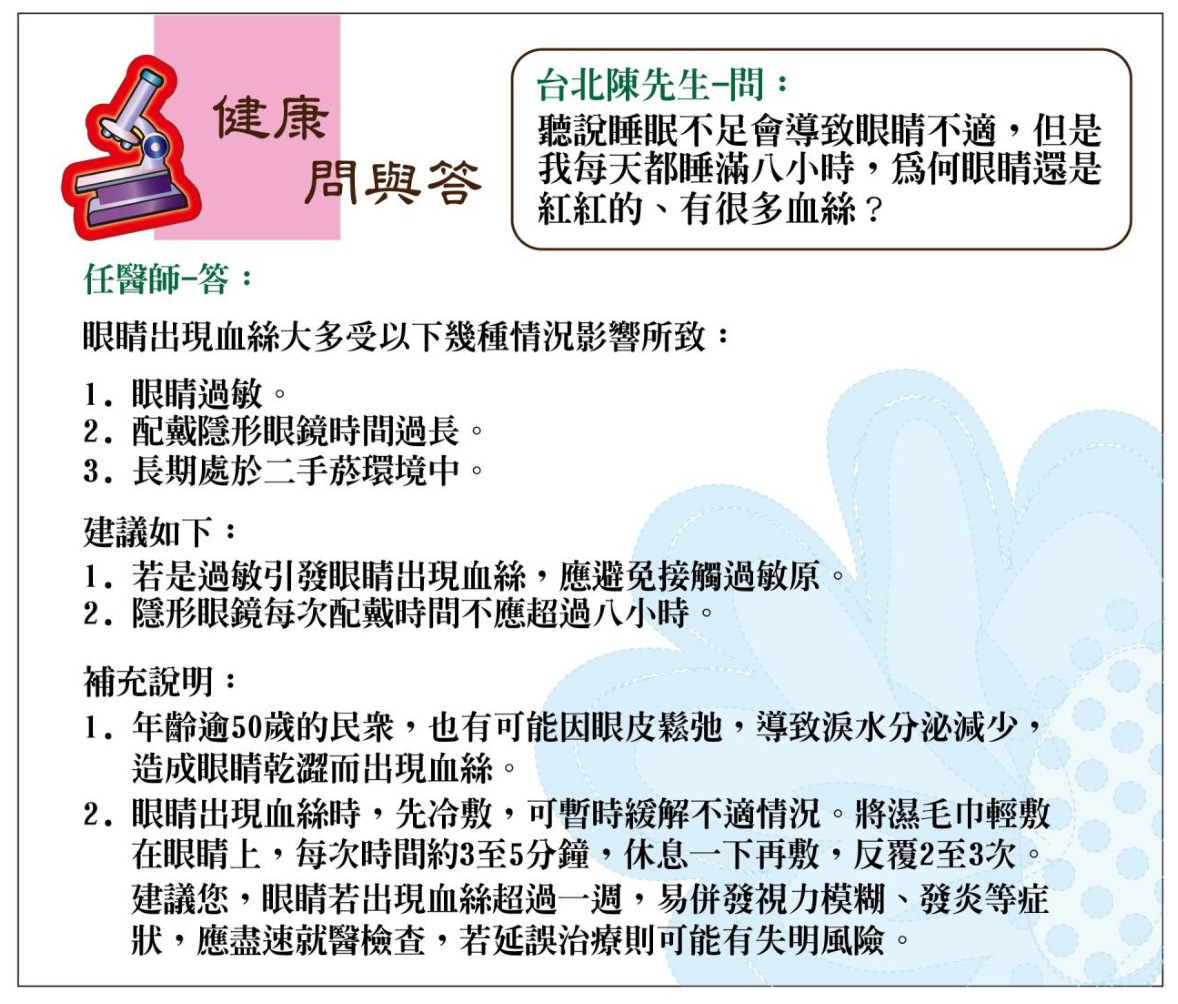 健康
問與答
台北陳先生-問：
聽說睡眠不足會導致眼睛不適，但是
我每天都睡滿八小時，爲何眼睛還是
紅紅的、有很多血絲？
任醫師-答：
眼睛出現血絲大多受以下幾種情況影響所致：
1. 眼睛過敏。
2. 配戴隱形眼鏡時間過長。
3. 長期處於二手菸環境中。
建議如下：
1. 若是過敏引發眼睛出現血絲，應避免接觸過敏原。
2. 隱形眼鏡每次配戴時間不應超過八小時。
補充說明：
1. 年齡逾50歲的民衆，也有可能因眼皮鬆弛，導致淚水分泌減少，
造成眼睛乾澀而出現血絲。
2. 眼睛出現血絲時，先冷敷，可暫時緩解不適情況。將濕毛巾輕敷
在眼睛上，每次時間約3至5分鐘，休息一下再敷，反覆2至3次。
建議您，眼睛若出現血絲超過一週，易併發視力模糊、發炎等症
狀，應盡速就醫檢查，若延誤治療則可能有失明風險。